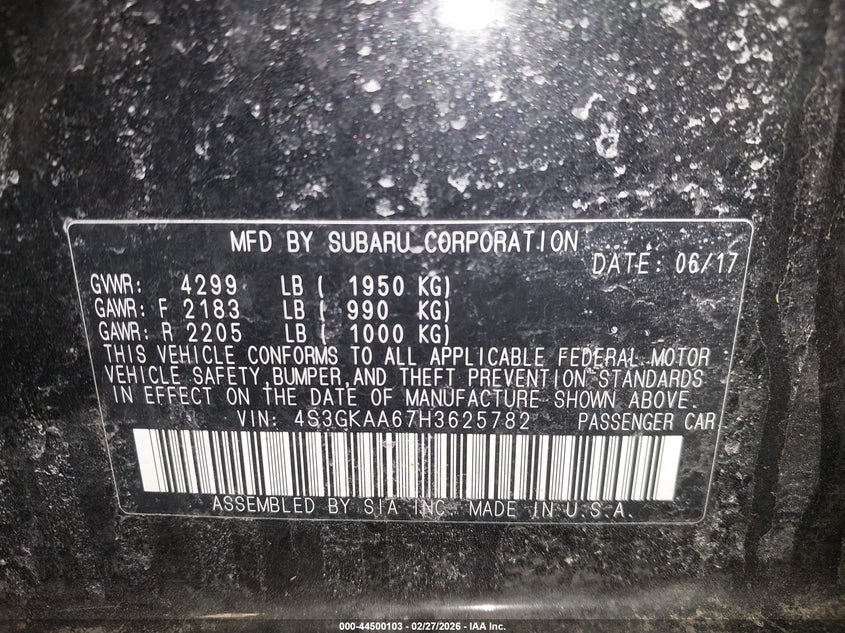 MFD BY SUBARU CORPORATION
DATE: 06/17
GVWR: 4299 LB ( 1950 KG)
GAWR: F 2183 LB ( 990 KG)
GAWR: R 2205 LB ( 1000 KG)
THIS VEHICLE CONFORMS TO ALL APPLICABLE FEDERAL MOTOR
VEHICLE SAFETY,BUMPER,AND THEFT PREVENTION STANDARDS
IN EFFECT ON THE DATE OF MANUFACTURE SHOWN ABOVE.
VIN: 4S3GKAA67H3625782 PASSENGER CAR
ASSEMBLED BY SIA INC. MADE IN U.S.A.
000-44500103 - 02/27/2026 - IAA Inc.